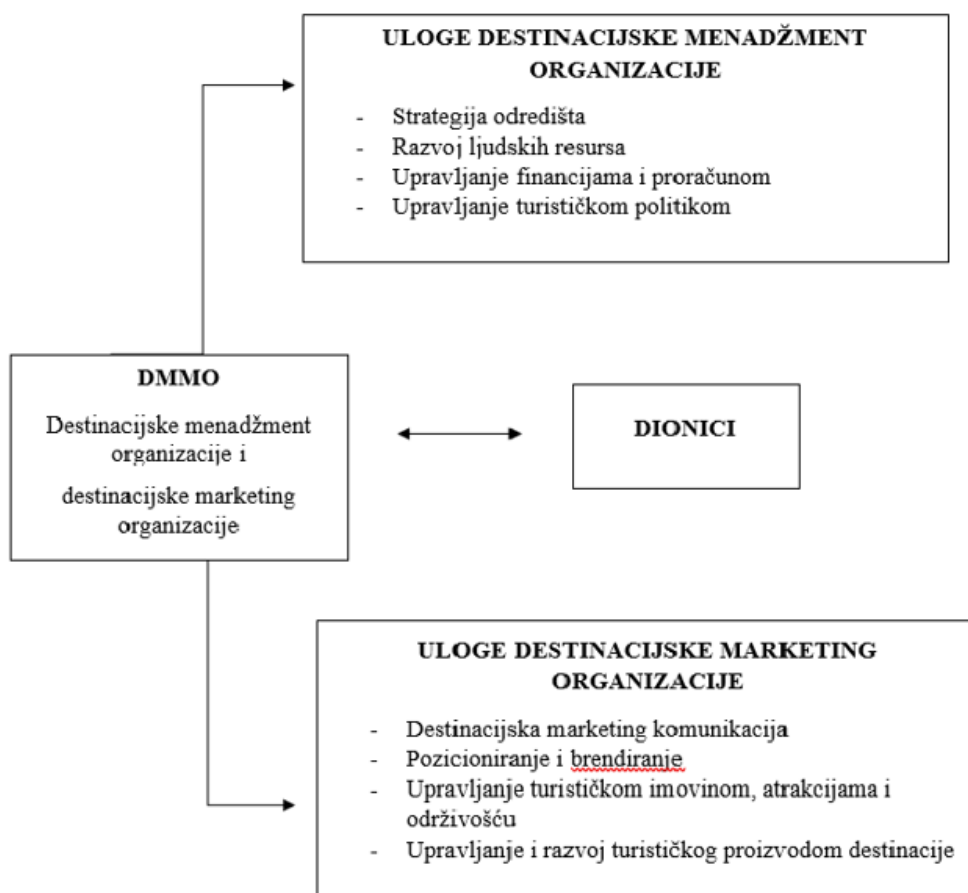 ULOGE DESTINACIJSKE MENADŽMENT
ORGANIZACIJE
- Strategija odredišta
- Razvoj ljudskih resursa
- Upravljanje financijama i proračunom
- Upravljanje turističkom politikom
DMMO
Destinacijske menadžment
organizacije i
destinacijske marketing
organizacije
DIONICI
ULOGE DESTINACIJSKE MARKETING
ORGANIZACIJE
- Destinacijska marketing komunikacija
- Pozicioniranje i brendiranje
- Upravljanje turističkom imovinom, atrakcijama i
održivošću
- Upravljanje i razvoj turističkog proizvodom destinacije